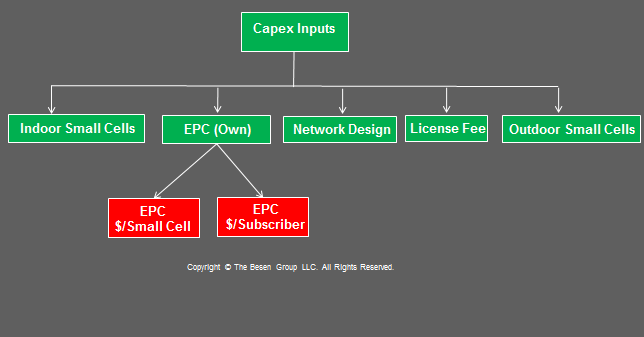 Capex Inputs
Indoor Small Cells
EPC (Own)
Network Design
License Fee
Outdoor Small Cells
EPC
$/Small Cell
EPC
$/Subscriber
Copyright © The Besen Group LLC. All Rights Reserved.